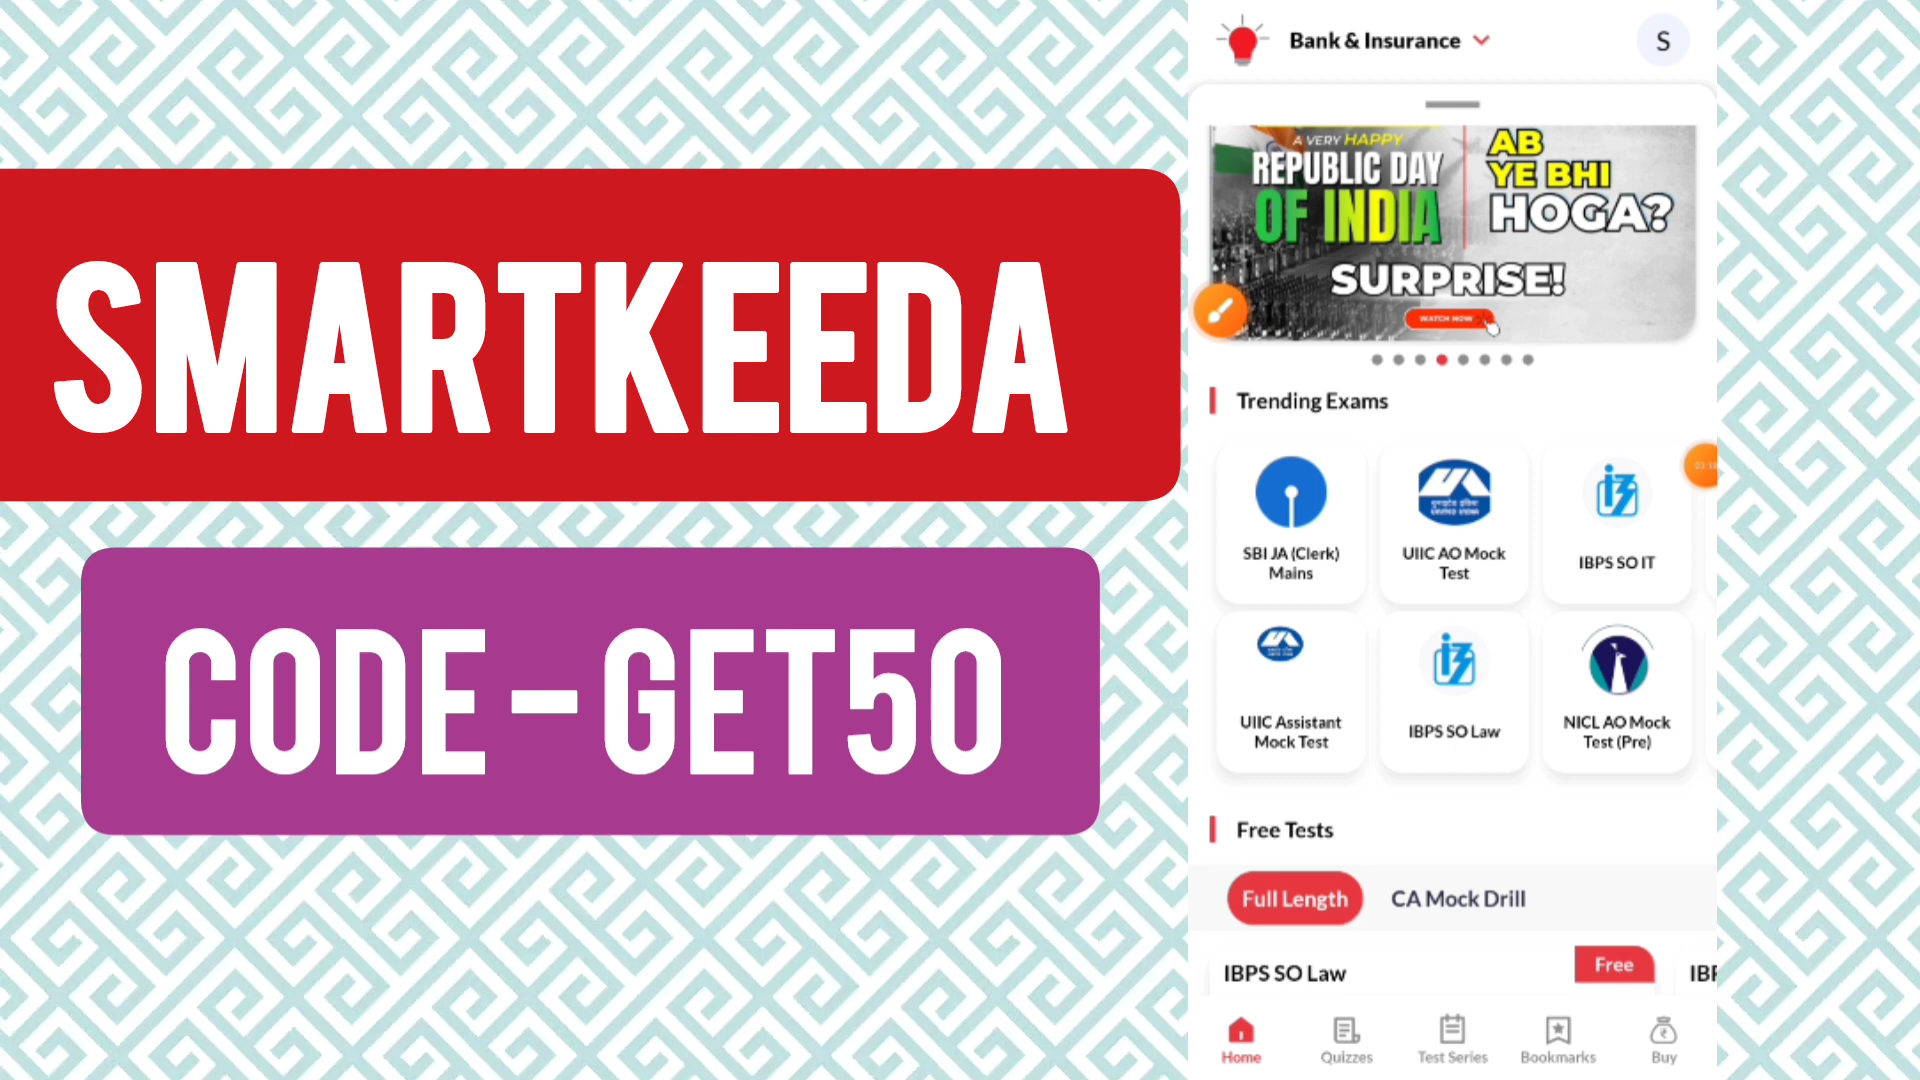 SMARTKEEDA
CODE - GET50
Bank & Insurance
S
A VERY HAPPY
REPUBLIC DAY
OF INDIA
AB
YE BHI
HOGA?
SURPRISE!
WATCH NOW
Trending Exams
SBI JA (Clerk)
Mains
UIIC AO Mock
Test
IBPS SO IT
UIIC Assistant
Mock Test
IBPS SO Law
NICL AO Mock
Test (Pre)
Free Tests
Full Length
CA Mock Drill
IBPS SO Law
Free
IBP
Home
Quizzes
Test Series
Bookmarks
Buy